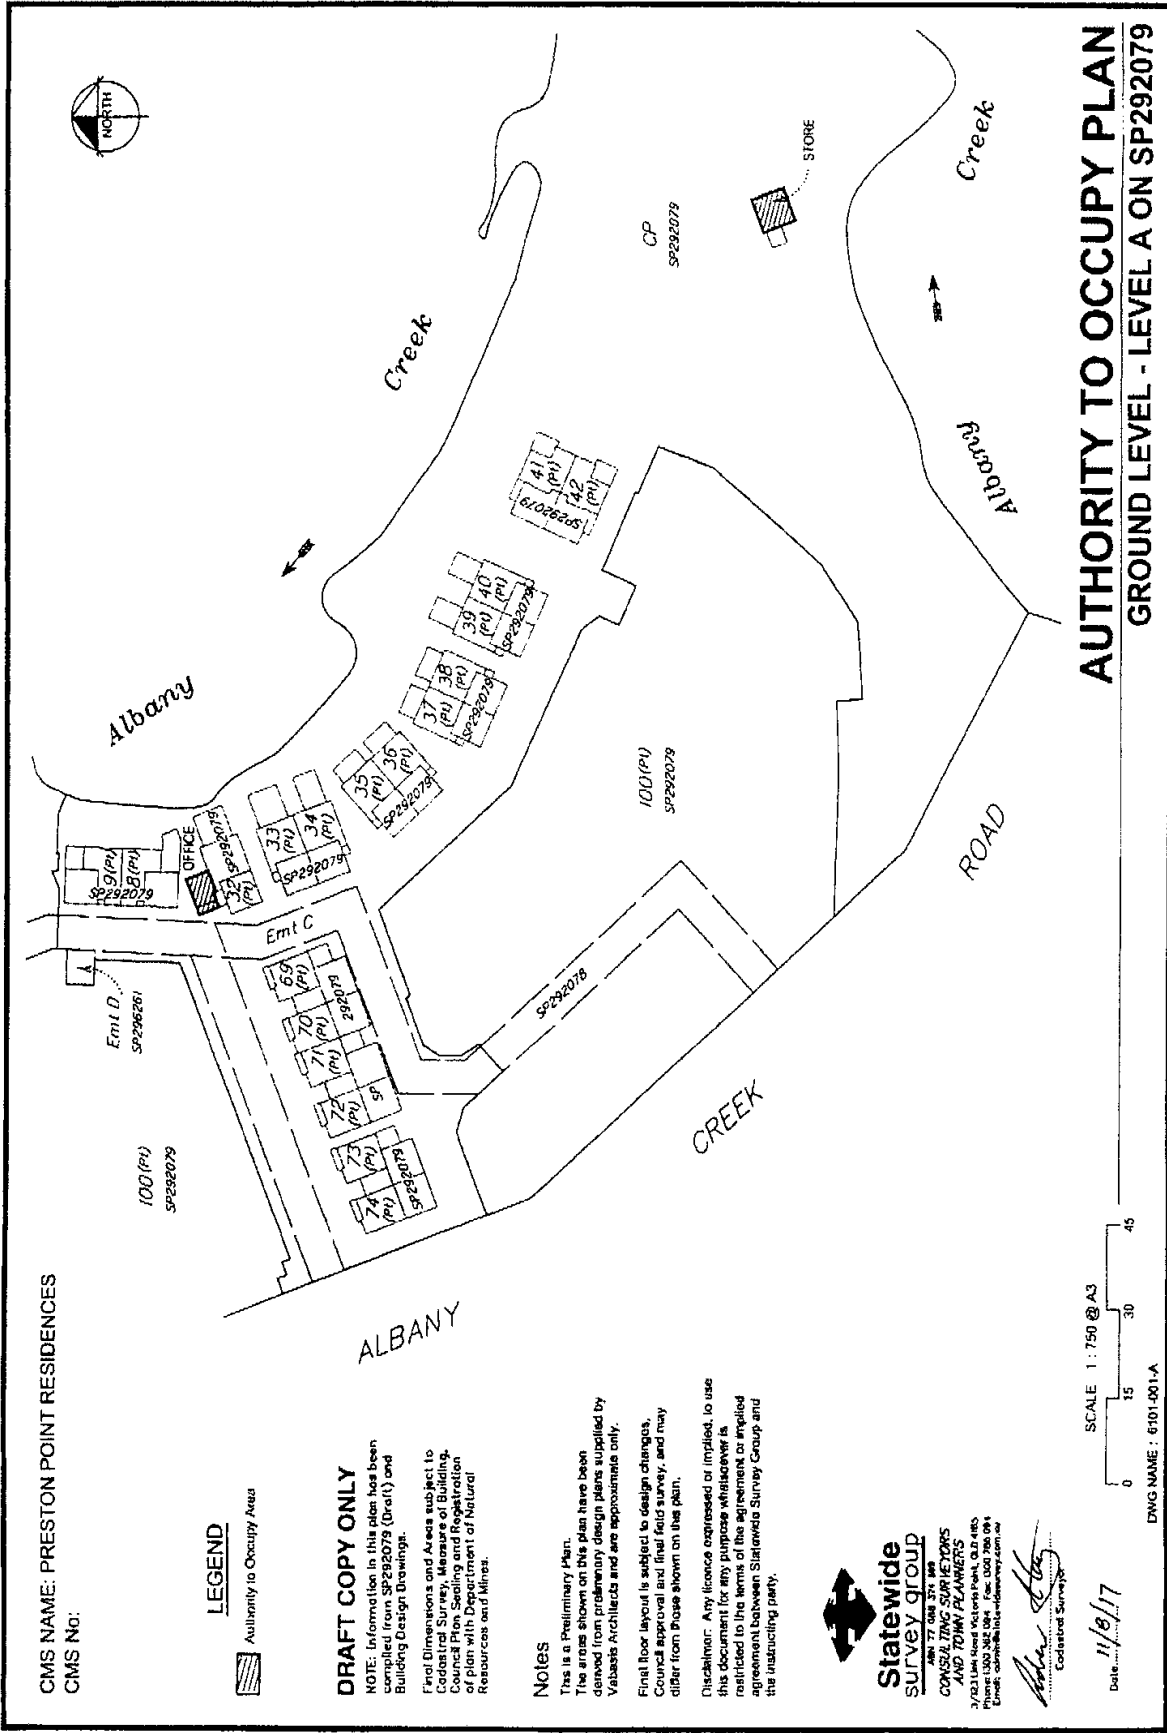 CMS NAME: PRESTON POINT RESIDENCES
CMS No:
NORTH
LEGEND
Authority to Occupy Area
DRAFT COPY ONLY
NOTE: Information in this plan has been
compiled from SP292079 (Draft) and
Building Design Drawings.
Final Dimensions and Areas subject to
Cadastral Survey, Measure of Building,
Council Plan Sealing and Registration
of plan with Department of Natural
Resources and Mines.
Notes
This is a Preliminary Plan.
The areas shown on this plan have been
derived from preliminary design plans supplied by
Vabasis Architects and are approximate only.
Final floor layout is subject to design changes,
Council approval and final field survey, and may
differ from those shown on this plan.
Disclaimer: Any licence expressed or implied, to use
this document for any purpose whatsoever is
restricted to the terms of the agreement or implied
agreement between Statewide Survey Group and
the instructing party.
Statewide
survey group
CONSULTING SURVEYORS
AND TOWN PLANNERS
Cadastral Surveyor
Date 11/8/17
SCALE 1 : 750 @ A3
0 15 30 45
DWG NAME : 6101-001-A
AUTHORITY TO OCCUPY PLAN
GROUND LEVEL - LEVEL A ON SP292079
Albany
Creek
Albany
Creek
ALBANY
CREEK
ROAD
100(Pt)
SP292079
Emt D
SP296261
Emt C
9(Pt)
8(Pt)
SP292079
OFFICE
32
(Pt)
SP292079
33
(Pt)
34
(Pt)
SP292079
35
(Pt)
36
(Pt)
SP292079
37
(Pt)
38
(Pt)
SP292079
39
(Pt)
40
(Pt)
SP292079
41
(Pt)
42
(Pt)
SP292079
69
(Pt)
70
(Pt)
71
(Pt)
72
(Pt)
SP
292079
73
(Pt)
74
(Pt)
SP292079
SP292078
100(Pt)
SP292079
CP
SP292079
STORE